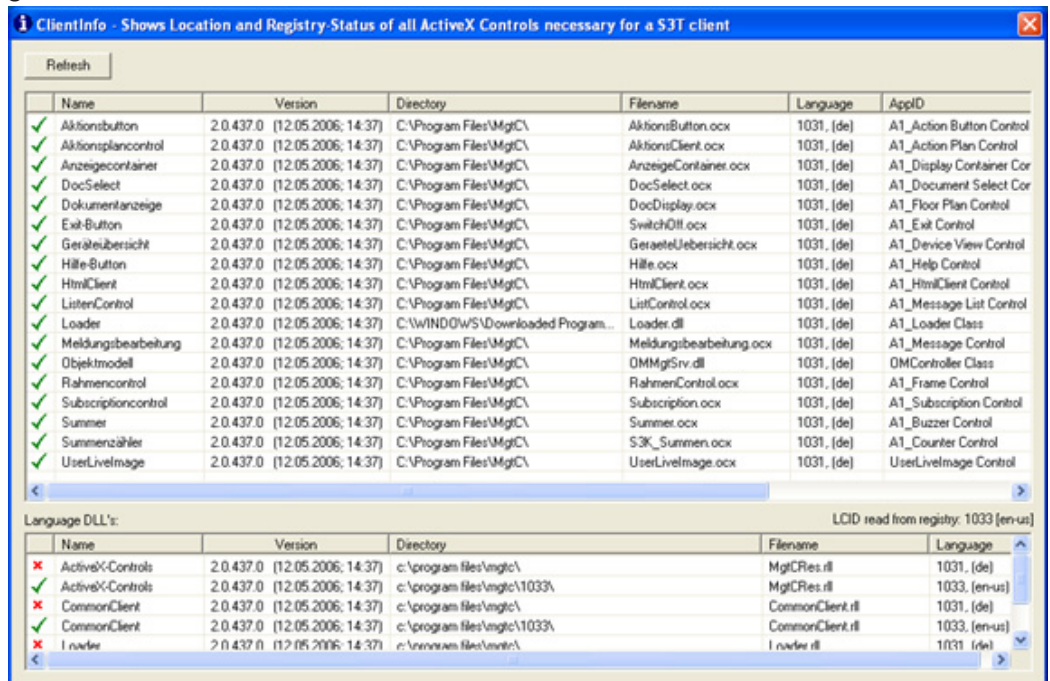 ClientInfo - Shows Location and Registry-Status of all ActiveX Controls necessary for a S3T client
Refresh
Name Version Directory Filename Language AppID
Aktionsbutton 2.0.437.0 (12.05.2006; 14:37) C:\Program Files\MgtC\ AktionsButton.ocx 1031, (de) A1_Action Button Control
Aktionsplancontrol 2.0.437.0 (12.05.2006; 14:37) C:\Program Files\MgtC\ AktionsClient.ocx 1031, (de) A1_Action Plan Control
Anzeigecontainer 2.0.437.0 (12.05.2006; 14:37) C:\Program Files\MgtC\ AnzeigeContainer.ocx 1031, (de) A1_Display Container Cor
DocSelect 2.0.437.0 (12.05.2006; 14:37) C:\Program Files\MgtC\ DocSelect.ocx 1031, (de) A1_Document Select Cor
Dokumentanzeige 2.0.437.0 (12.05.2006; 14:37) C:\Program Files\MgtC\ DocDisplay.ocx 1031, (de) A1_Floor Plan Control
Exit-Button 2.0.437.0 (12.05.2006; 14:37) C:\Program Files\MgtC\ SwitchOff.ocx 1031, (de) A1_Exit Control
Geräteübersicht 2.0.437.0 (12.05.2006; 14:37) C:\Program Files\MgtC\ GeraeteUebersicht.ocx 1031, (de) A1_Device View Control
Hilfe-Button 2.0.437.0 (12.05.2006; 14:37) C:\Program Files\MgtC\ Hilfe.ocx 1031, (de) A1_Help Control
HtmlClient 2.0.437.0 (12.05.2006; 14:37) C:\Program Files\MgtC\ HtmlClient.ocx 1031, (de) A1_HtmlClient Control
ListenControl 2.0.437.0 (12.05.2006; 14:37) C:\Program Files\MgtC\ ListControl.ocx 1031, (de) A1_Message List Control
Loader 2.0.437.0 (12.05.2006; 14:37) C:\WINDOWS\Downloaded Program... Loader.dll 1031, (de) A1_Loader Class
Meldungsbearbeitung 2.0.437.0 (12.05.2006; 14:37) C:\Program Files\MgtC\ Meldungsbearbeitung.ocx 1031, (de) A1_Message Control
Objektmodell 2.0.437.0 (12.05.2006; 14:37) C:\Program Files\MgtC\ OMMgtSrv.dll 1031, (de) OMController Class
Rahmencontrol 2.0.437.0 (12.05.2006; 14:37) C:\Program Files\MgtC\ RahmenControl.ocx 1031, (de) A1_Frame Control
Subscriptioncontrol 2.0.437.0 (12.05.2006; 14:37) C:\Program Files\MgtC\ Subscription.ocx 1031, (de) A1_Subscription Control
Summer 2.0.437.0 (12.05.2006; 14:37) C:\Program Files\MgtC\ Summer.ocx 1031, (de) A1_Buzzer Control
Summenzähler 2.0.437.0 (12.05.2006; 14:37) C:\Program Files\MgtC\ S3K_Summen.ocx 1031, (de) A1_Counter Control
UserLiveImage 2.0.437.0 (12.05.2006; 14:37) C:\Program Files\MgtC\ UserLiveImage.ocx 1031, (de) UserLiveImage Control
Language DLL's: LCID read from registry: 1033 [en-us]
Name Version Directory Filename Language
ActiveX-Controls 2.0.437.0 (12.05.2006; 14:37) c:\program files\mgtc\ MgtCRes.rll 1031, (de)
ActiveX-Controls 2.0.437.0 (12.05.2006; 14:37) c:\program files\mgtc\1033\ MgtCRes.rll 1033, (en-us)
CommonClient 2.0.437.0 (12.05.2006; 14:37) c:\program files\mgtc\ CommonClient.rll 1031, (de)
CommonClient 2.0.437.0 (12.05.2006; 14:37) c:\program files\mgtc\1033\ CommonClient.rll 1033, (en-us)
Loader 2.0.437.0 (12.05.2006; 14:37) c:\program files\mgtc\ Loader.rll 1031, (de)